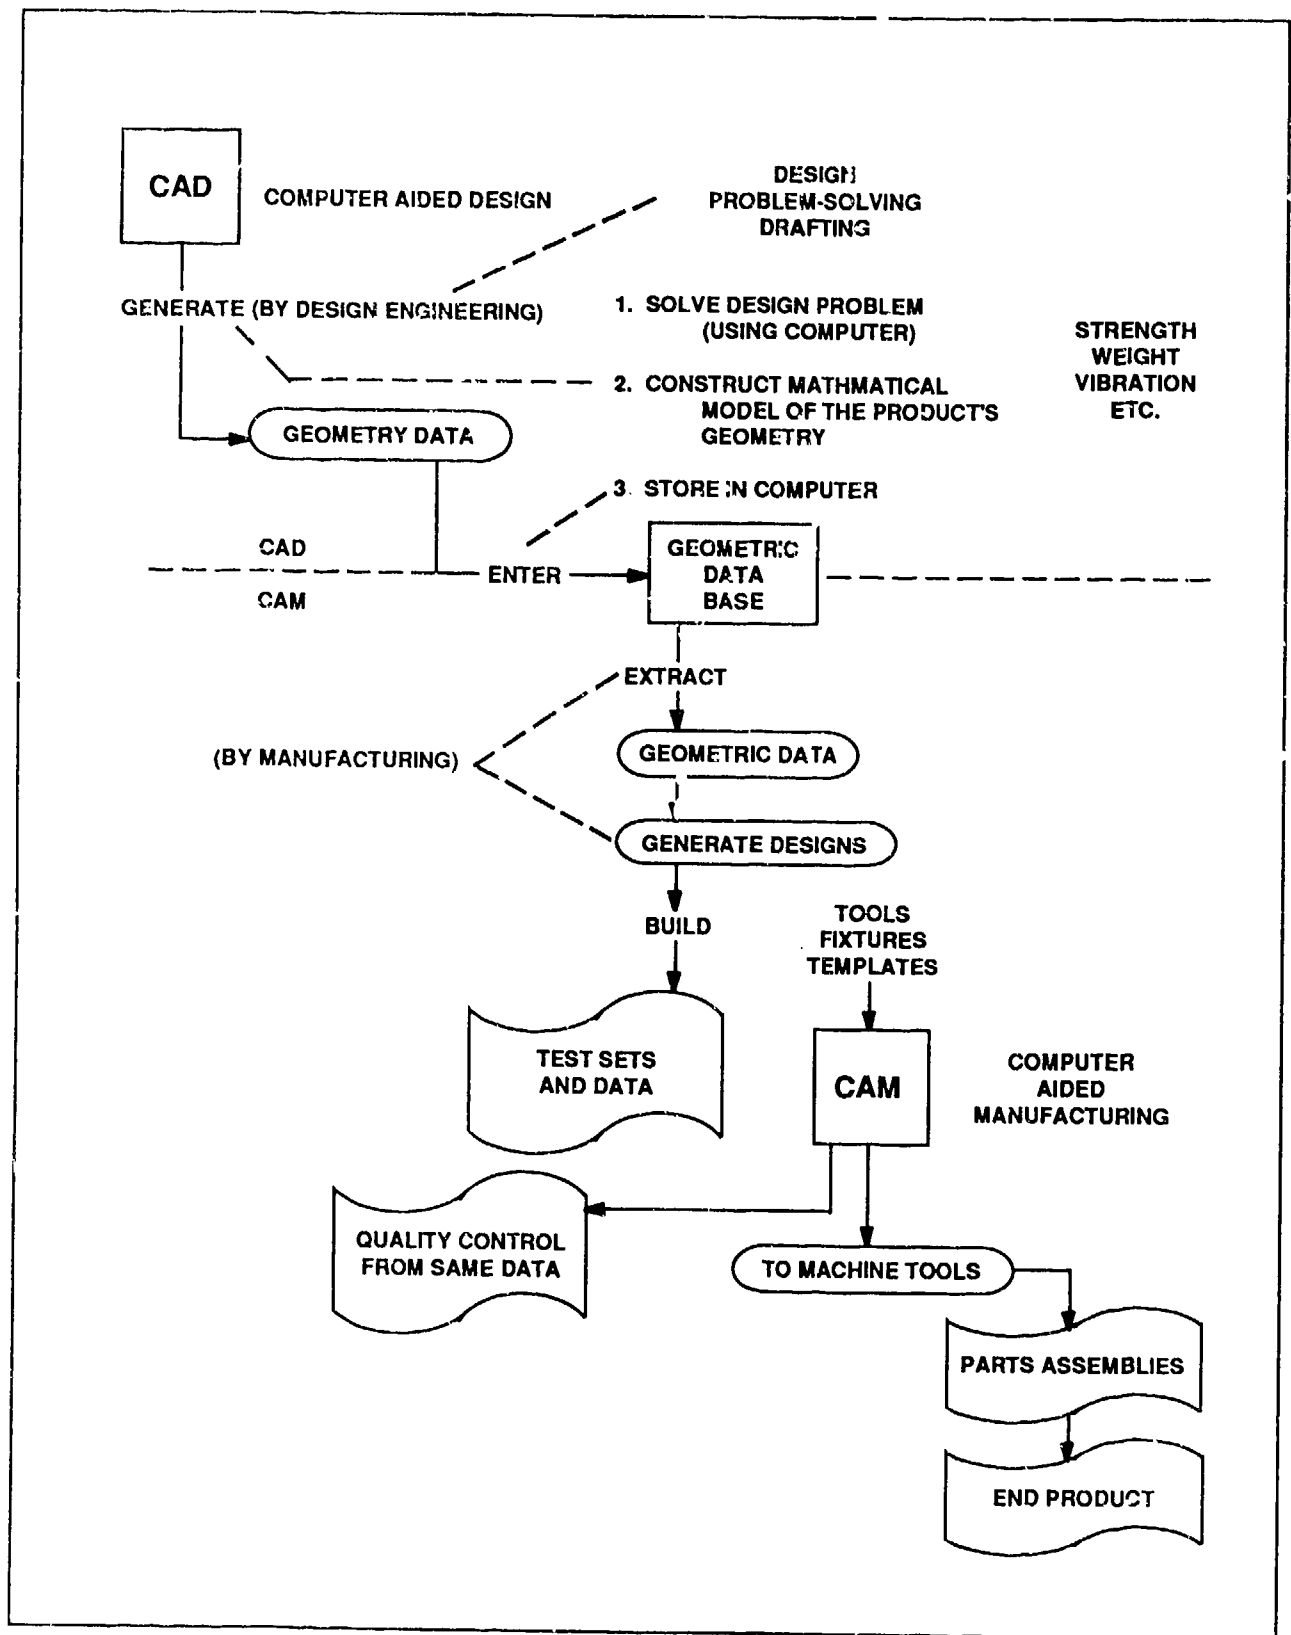 CAD
COMPUTER AIDED DESIGN
DESIGN
PROBLEM-SOLVING
DRAFTING
GENERATE (BY DESIGN ENGINEERING)
1. SOLVE DESIGN PROBLEM
(USING COMPUTER)
STRENGTH
WEIGHT
VIBRATION
ETC.
2. CONSTRUCT MATHMATICAL
MODEL OF THE PRODUCT'S
GEOMETRY
GEOMETRY DATA
3. STORE IN COMPUTER
CAD
CAM
ENTER
GEOMETRIC
DATA
BASE
EXTRACT
(BY MANUFACTURING)
GEOMETRIC DATA
GENERATE DESIGNS
BUILD
TOOLS
FIXTURES
TEMPLATES
TEST SETS
AND DATA
CAM
COMPUTER
AIDED
MANUFACTURING
QUALITY CONTROL
FROM SAME DATA
TO MACHINE TOOLS
PARTS ASSEMBLIES
END PRODUCT